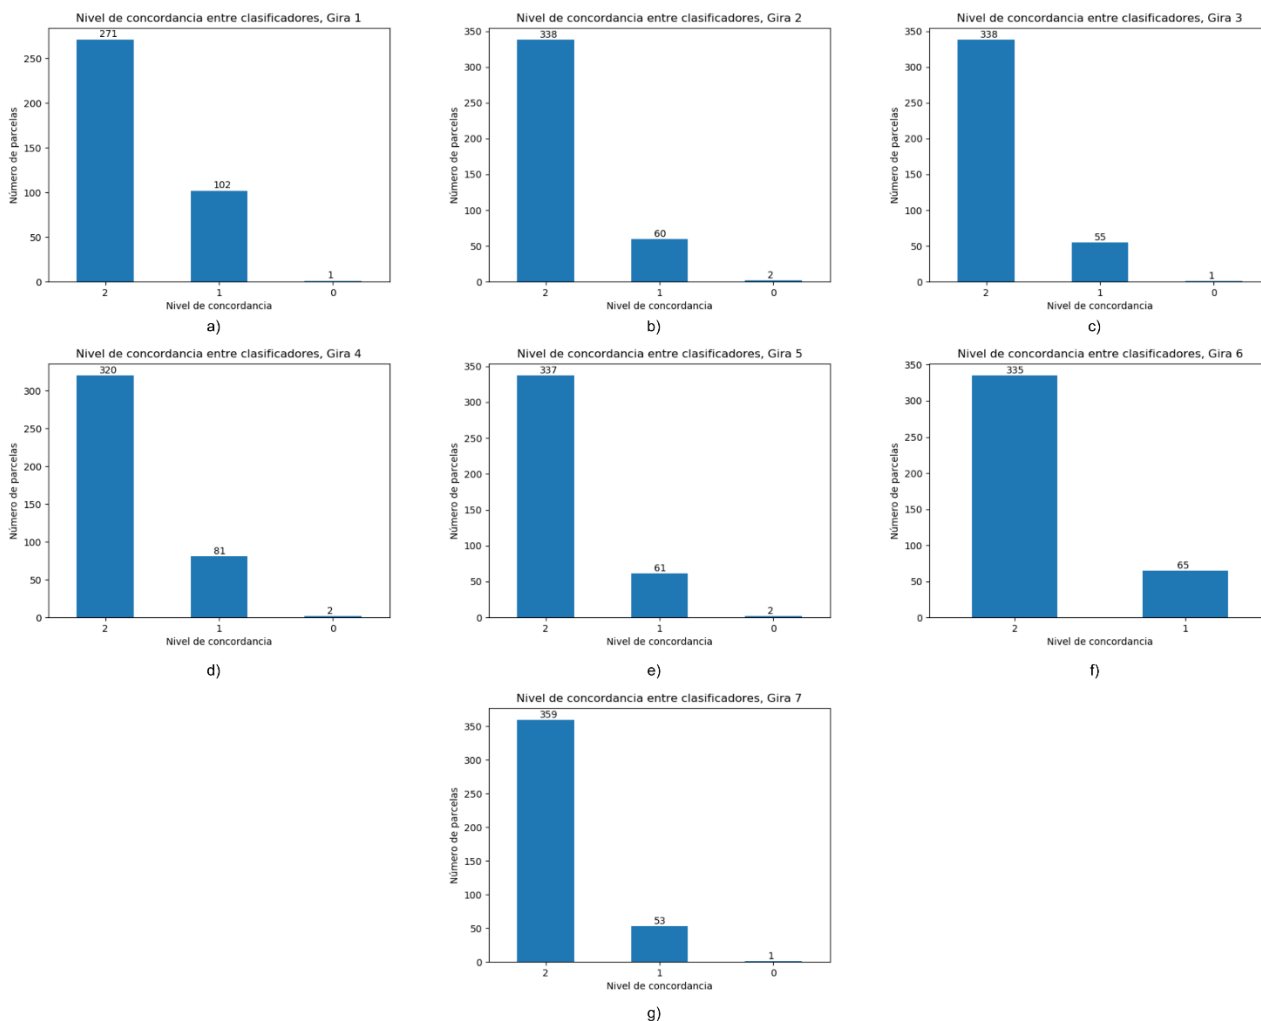 Nivel de concordancia entre clasificadores, Gira 1
271
250
200
150
100
50
0
Número de parcelas
102
1
2 1 0
Nivel de concordancia
a)
Nivel de concordancia entre clasificadores, Gira 2
350
338
300
250
200
150
100
50
0
Número de parcelas
60
2
2 1 0
Nivel de concordancia
b)
Nivel de concordancia entre clasificadores, Gira 3
350
338
300
250
200
150
100
50
0
Número de parcelas
55
1
2 1 0
Nivel de concordancia
c)
Nivel de concordancia entre clasificadores, Gira 4
320
300
250
200
150
100
50
0
Número de parcelas
81
2
2 1 0
Nivel de concordancia
d)
Nivel de concordancia entre clasificadores, Gira 5
350
337
300
250
200
150
100
50
0
Número de parcelas
61
2
2 1 0
Nivel de concordancia
e)
Nivel de concordancia entre clasificadores, Gira 6
350
335
300
250
200
150
100
50
0
Número de parcelas
65
2 1
Nivel de concordancia
f)
Nivel de concordancia entre clasificadores, Gira 7
359
350
300
250
200
150
100
50
0
Número de parcelas
53
1
2 1 0
Nivel de concordancia
g)